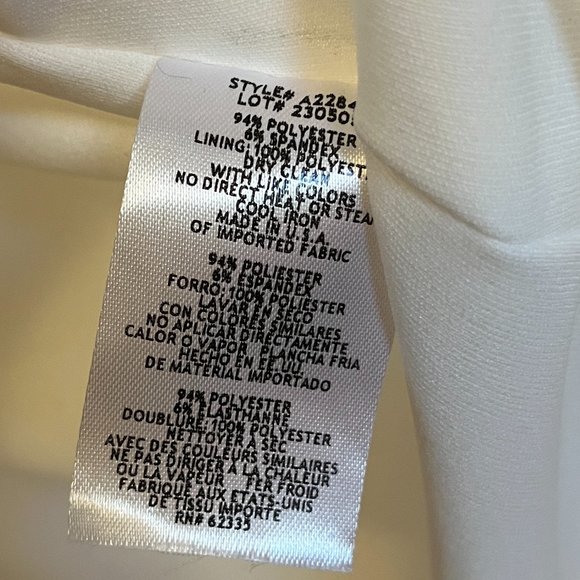 STYLE# A2284
LOT# 23050
94% POLYESTER
6% SPANDEX
LINING: 100% POLYEST
DRY CLEAN
WITH LIKE COLORS
NO DIRECT HEAT OR STEA
COOL IRON
MADE IN U.S.A.
OF IMPORTED FABRIC
94% POLIESTER
6% ESPANDEX
FORRO: 100% POLIESTER
LAVAR EN SECO
CON COLORES SIMILARES
NO APLICAR DIRECTAMENTE
CALOR O VAPOR PLANCHA FRIA
HECHO EN EE.UU.
DE MATERIAL IMPORTADO
94% POLYESTER
6% ELASTHANNE
DOUBLURE: 100% POLYESTER
NETTOYER A SEC
AVEC DES COULEURS SIMILAIRES
NE PAS DIRIGER A LA CHALEUR
OU LA VAPEUR FER FROID
FABRIQUE AUX ETATS-UNIS
DE TISSU IMPORTE
RN# 62335